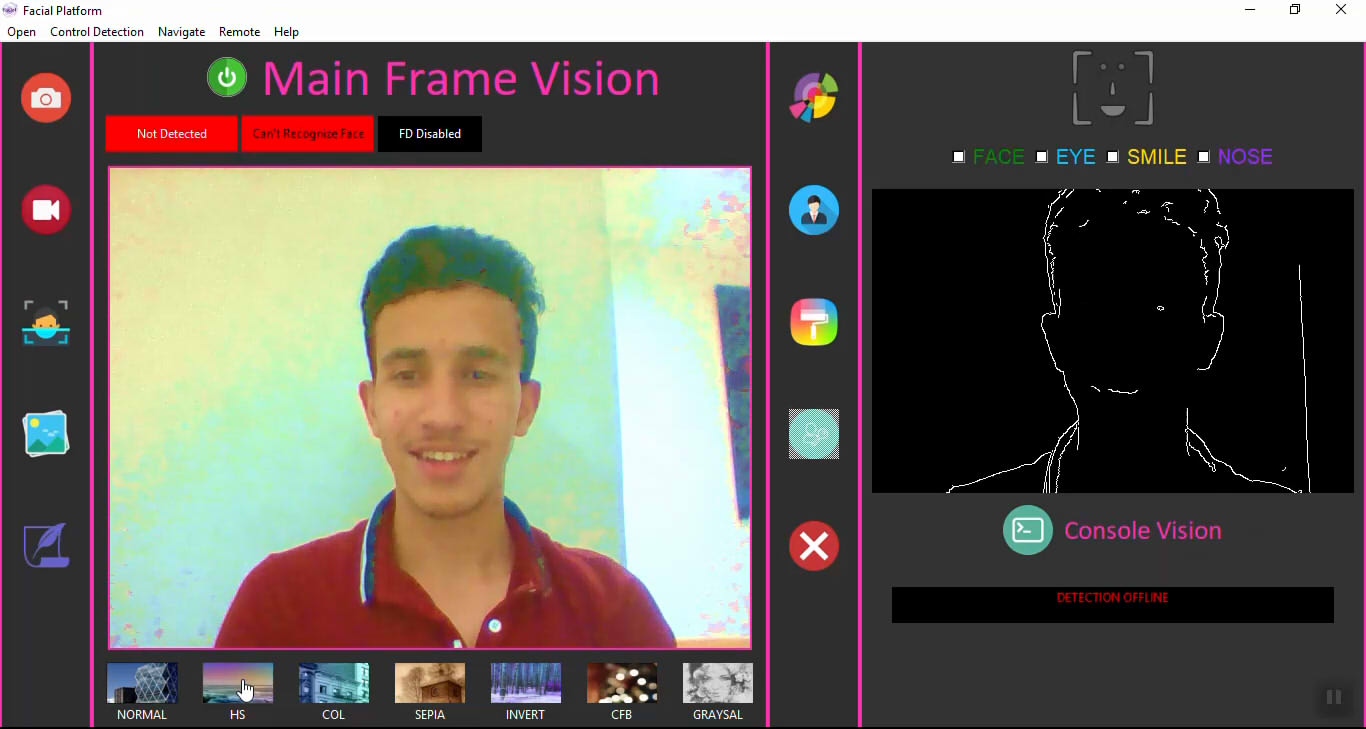 Facial Platform
Open Control Detection Navigate Remote Help
Main Frame Vision
Not Detected Can't Recognize Face FD Disabled
FACE EYE SMILE NOSE
Console Vision
DETECTION OFFLINE
NORMAL HS COL SEPIA INVERT CFB GRAYSAL